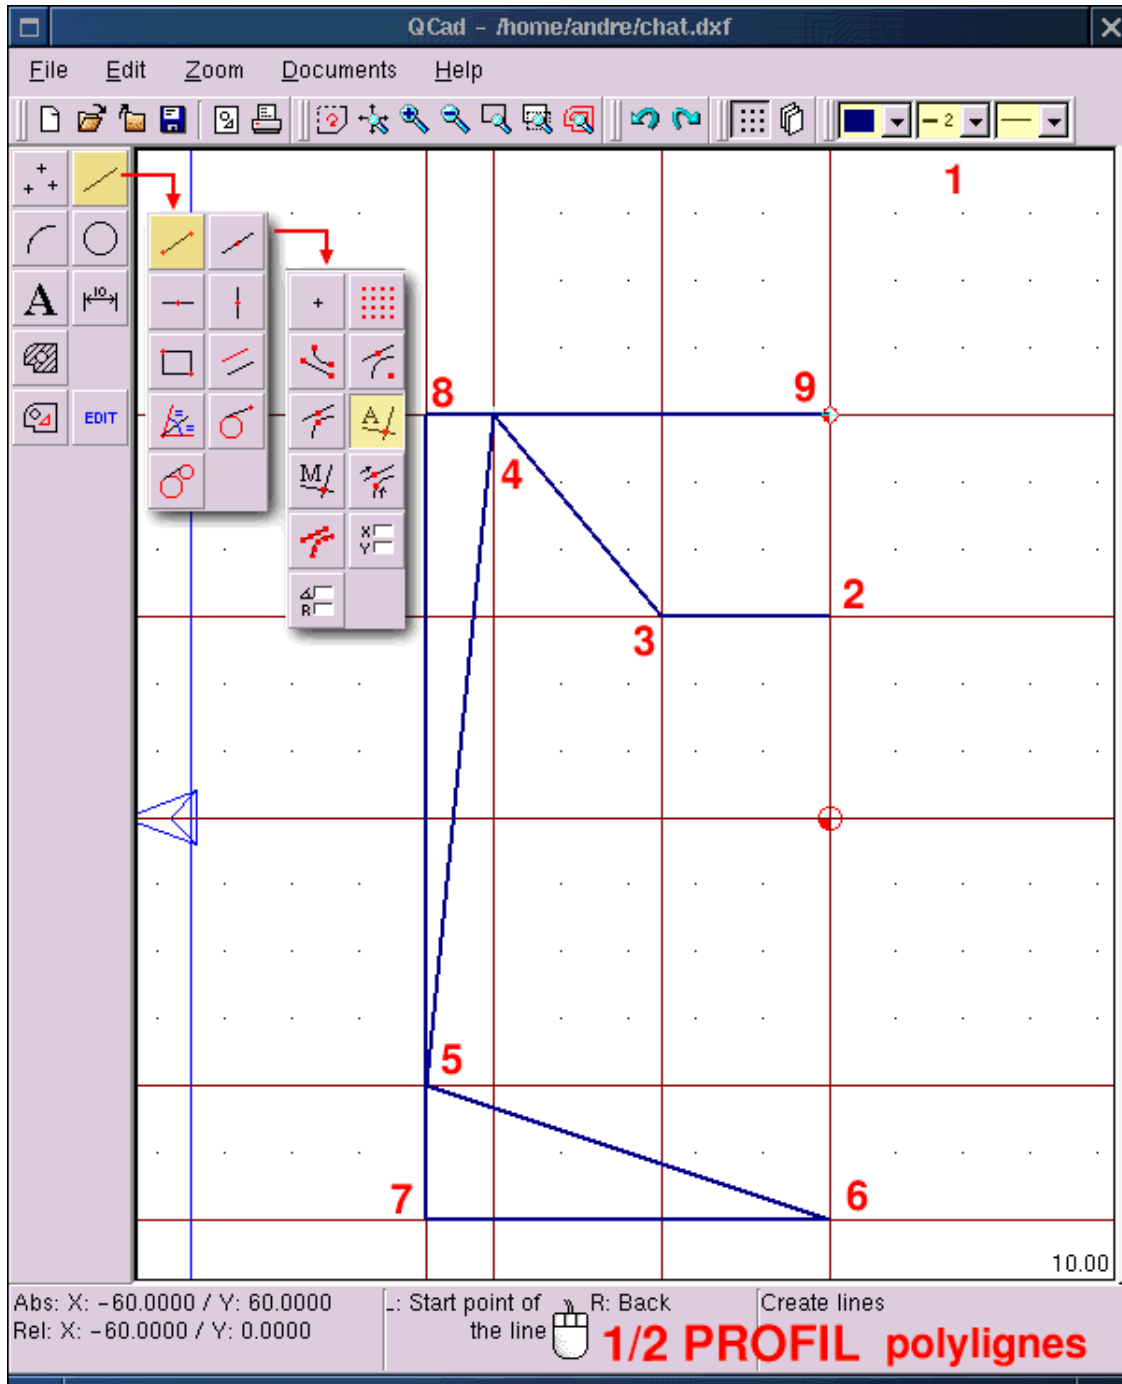 QCad - /home/andre/chat.dxf
File Edit Zoom Documents Help
2
1
A
10
EDIT
8
9
A
4
M
X
Y
2
R
3
5
7
6
10.00
Abs: X: -60.0000 / Y: 60.0000
Rel: X: -60.0000 / Y: 0.0000
L: Start point of
the line
R: Back
Create lines
1/2 PROFIL polylignes